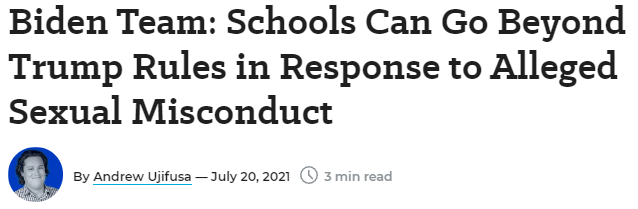 Biden Team: Schools Can Go Beyond
Trump Rules in Response to Alleged
Sexual Misconduct
By Andrew Ujifusa — July 20, 2021 3 min read